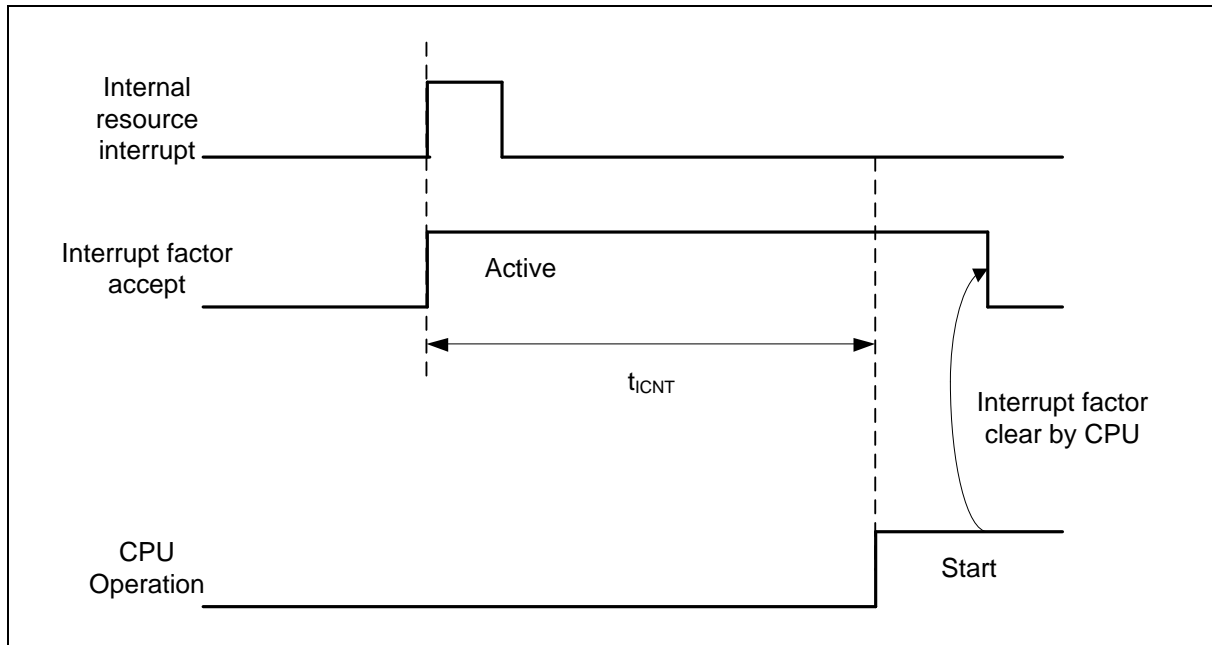 Internal
resource
interrupt
Interrupt factor
accept
Active
tICNT
Interrupt factor
clear by CPU
CPU
Operation
Start